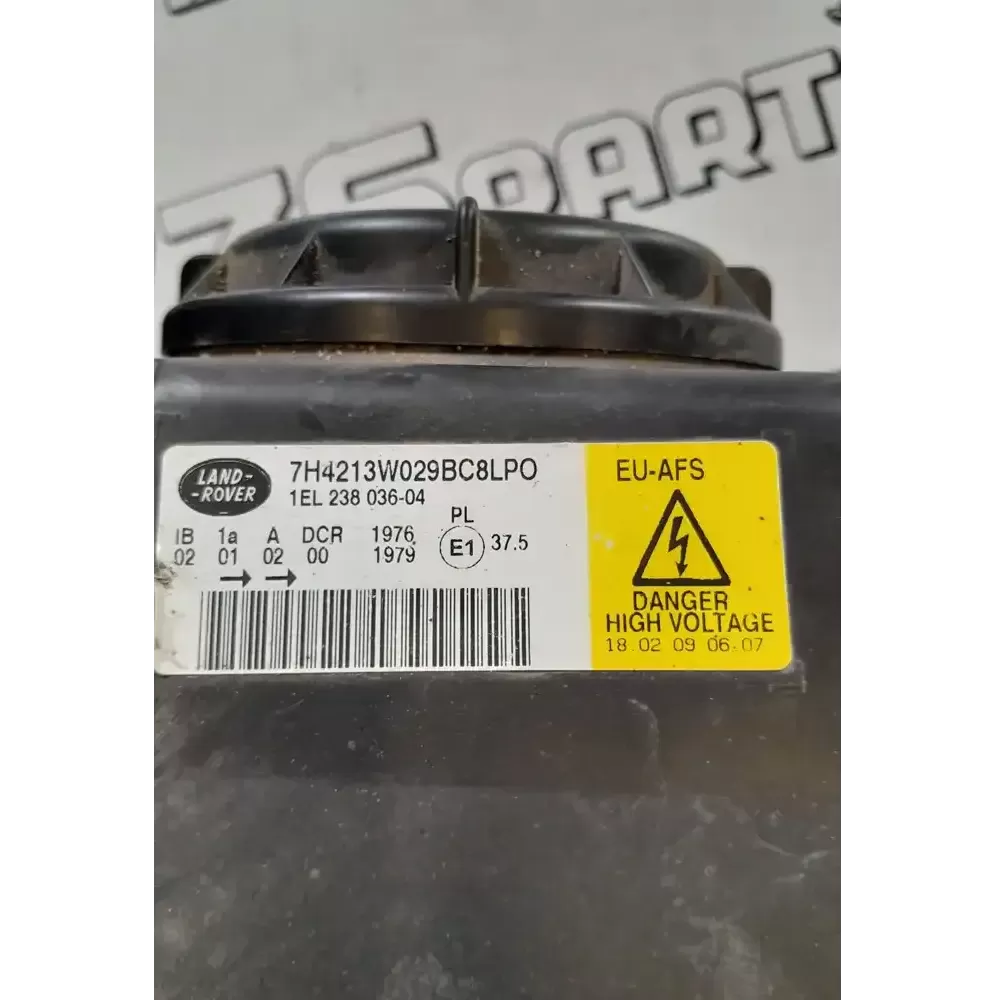 ZSPART
LAND-
-ROVER
7H4213W029BC8LPO
1EL 238 036-04
IB 1a A DCR 1976
02 01 02 00 1979
PL
E1 37.5
EU-AFS
DANGER
HIGH VOLTAGE
18.02 09 06:07